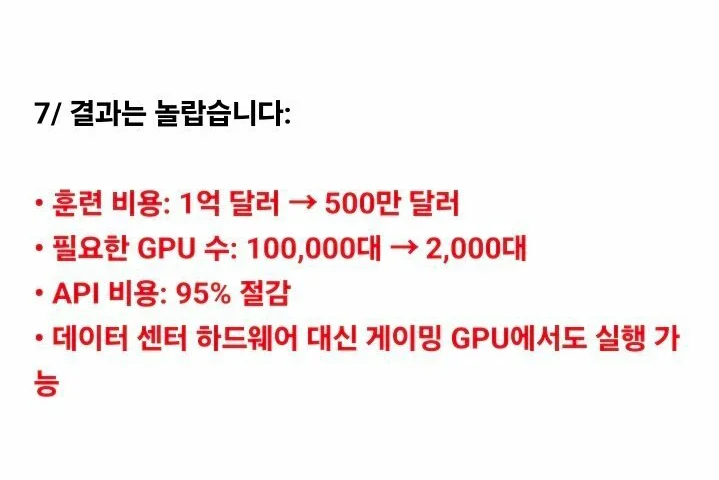 7/ 결과는 놀랍습니다:
• 훈련 비용: 1억 달러 → 500만 달러
• 필요한 GPU 수: 100,000대 → 2,000대
• API 비용: 95% 절감
• 데이터 센터 하드웨어 대신 게이밍 GPU에서도 실행 가
능